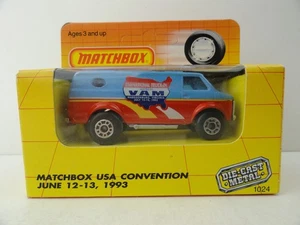 Ages 3 and up
MATCHBOX
VAM
MATCHBOX USA CONVENTION
JUNE 12-13, 1993
DIE-CAST
METAL
1024